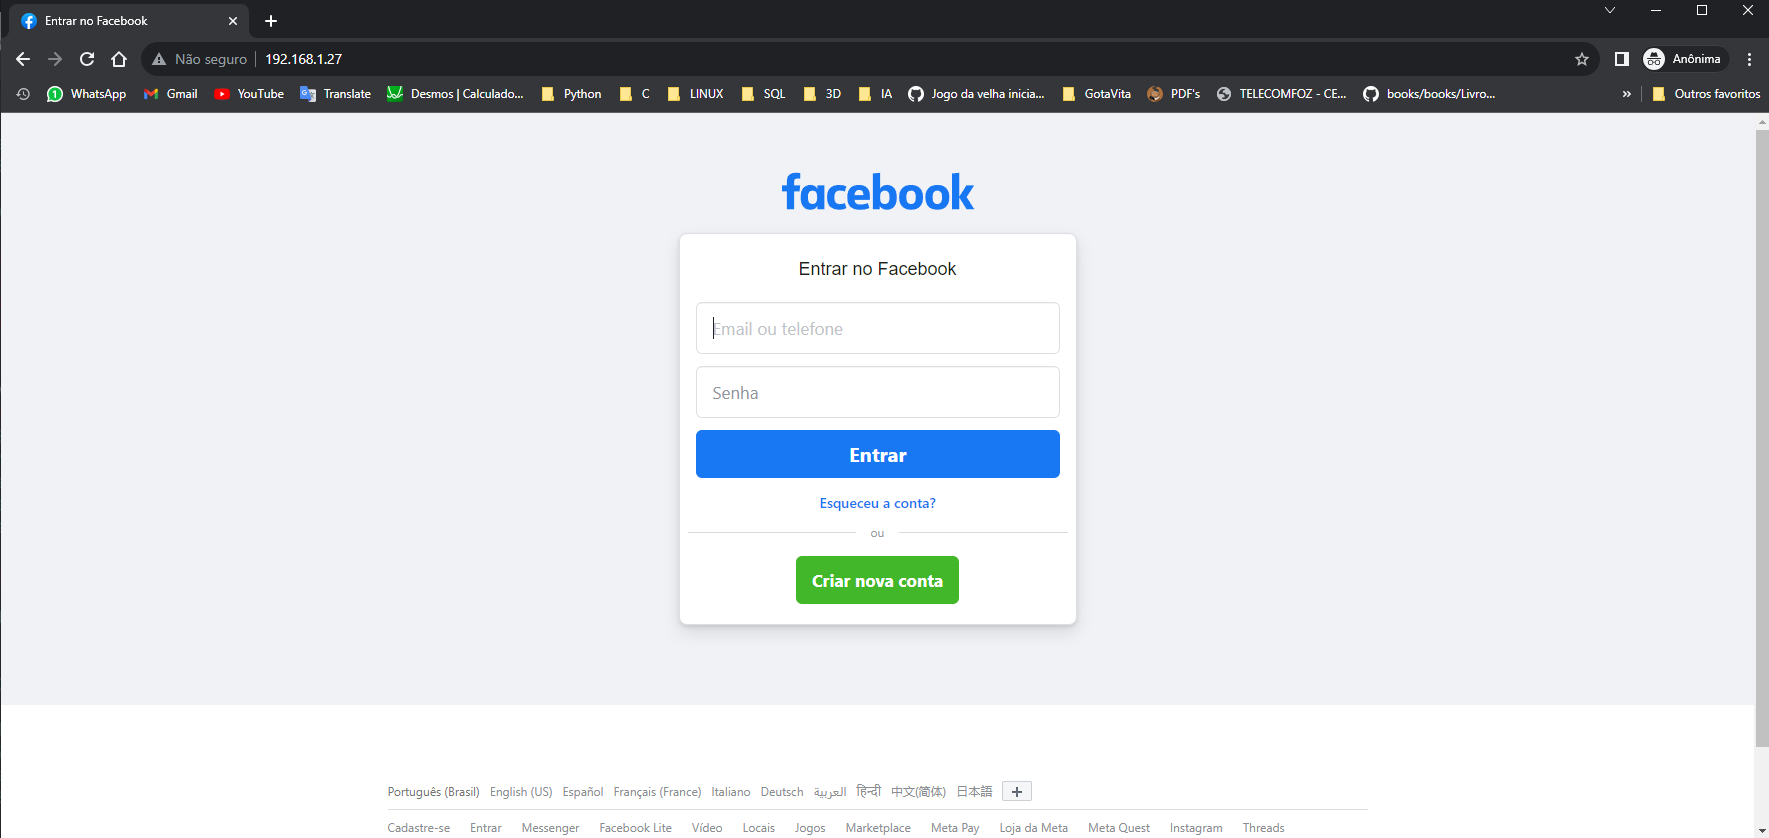 Entrar no Facebook
Não seguro 192.168.1.27 Anônima
WhatsApp Gmail YouTube Translate Desmos | Calculado... Python C LINUX SQL 3D IA Jogo da velha inicia... GotaVita PDF's TELECOMFOZ - CE... books/books/Livro... » Outros favoritos
facebook
Entrar no Facebook
Email ou telefone
Senha
Entrar
Esqueceu a conta?
ou
Criar nova conta
Português (Brasil) English (US) Español Français (France) Italiano Deutsch العربية हिन्दी 中文(简体) 日本語
Cadastre-se Entrar Messenger Facebook Lite Vídeo Locais Jogos Marketplace Meta Pay Loja da Meta Meta Quest Instagram Threads